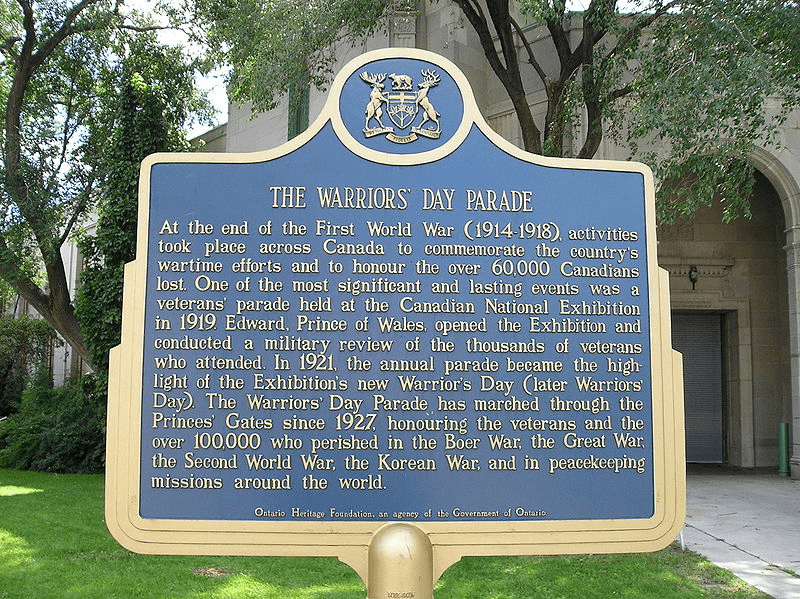 THE WARRIORS' DAY PARADE
At the end of the First World War (1914-1918), activities
took place across Canada to commemorate the country's
wartime efforts and to honour the over 60,000 Canadians
lost. One of the most significant and lasting events was a
veterans' parade held at the Canadian National Exhibition
in 1919. Edward, Prince of Wales, opened the Exhibition and
conducted a military review of the thousands of veterans
who attended. In 1921, the annual parade became the high-
light of the Exhibition's new Warrior's Day (later Warriors'
Day). The Warriors' Day Parade has marched through the
Princes' Gates since 1927, honouring the veterans and the
over 100,000 who perished in the Boer War, the Great War,
the Second World War, the Korean War, and in peacekeeping
missions around the world.
Ontario Heritage Foundation, an agency of the Government of Ontario